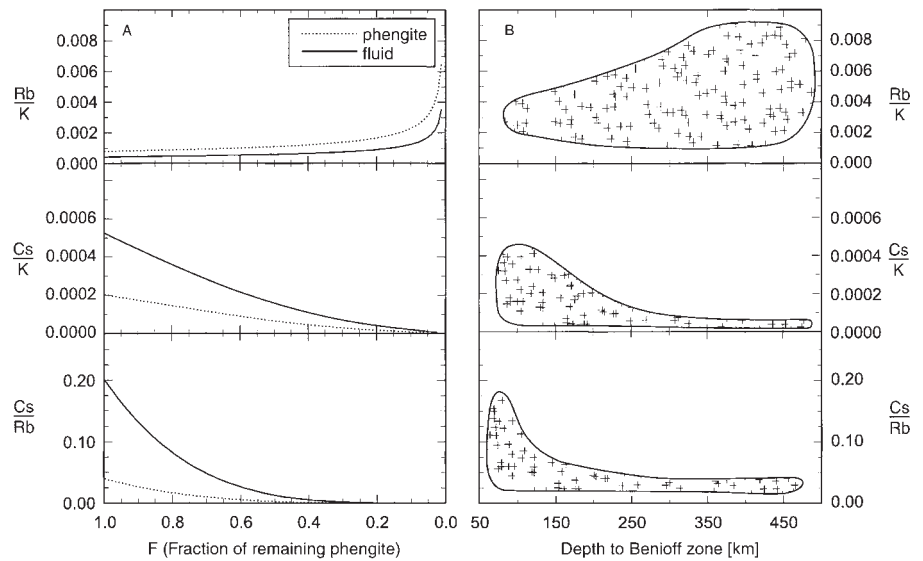 A
phengite
fluid
B
0.010
0.008
0.006
0.004
0.002
0.000
Rb
K
0.010
0.008
0.006
0.004
0.002
0.000
Rb
K
0.0006
0.0004
0.0002
0.0000
Cs
K
0.0006
0.0004
0.0002
0.0000
Cs
K
0.20
0.10
0.00
Cs
Rb
0.20
0.10
0.00
Cs
Rb
1.0 0.8 0.6 0.4 0.2 0.0
F (Fraction of remaining phengite)
50 150 250 350 450
Depth to Benioff zone [km]